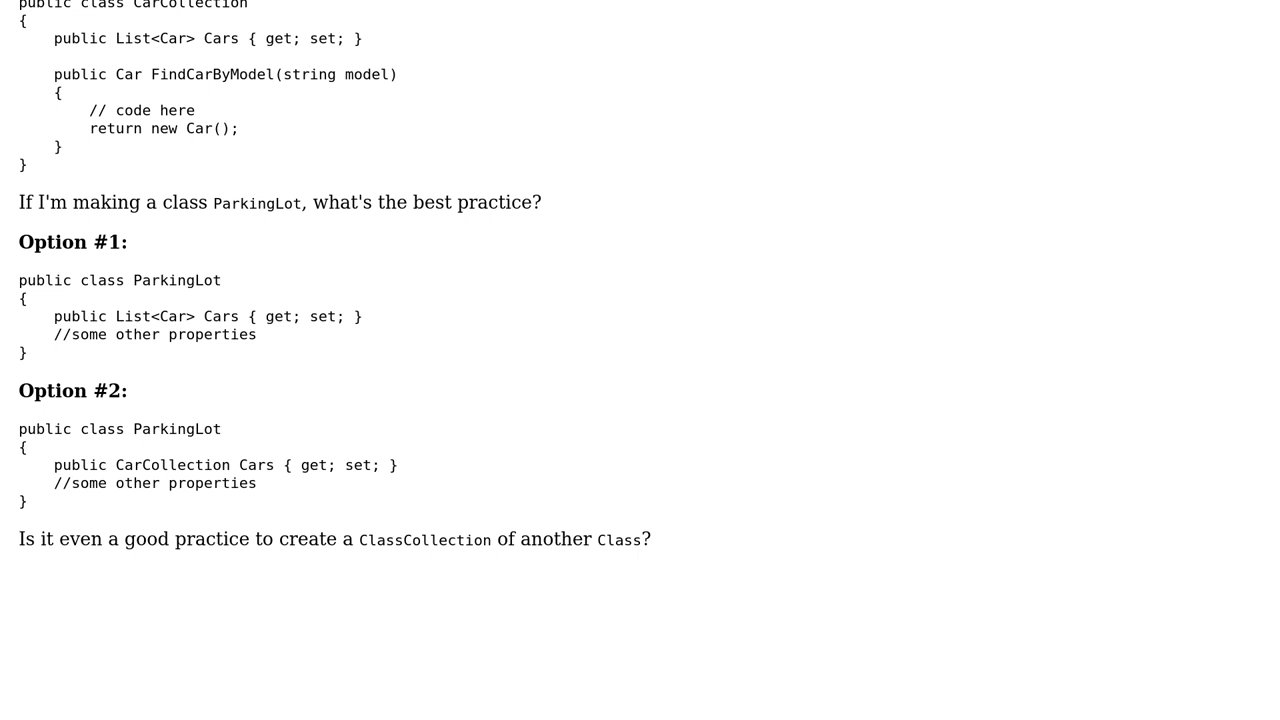 public class CarCollection
{
    public List<Car> Cars { get; set; }
    public Car FindCarByModel(string model)
    {
        // code here
        return new Car();
    }
}
If I'm making a class ParkingLot, what's the best practice?
Option #1:
public class ParkingLot
{
    public List<Car> Cars { get; set; }
    //some other properties
}
Option #2:
public class ParkingLot
{
    public CarCollection Cars { get; set; }
    //some other properties
}
Is it even a good practice to create a ClassCollection of another Class?